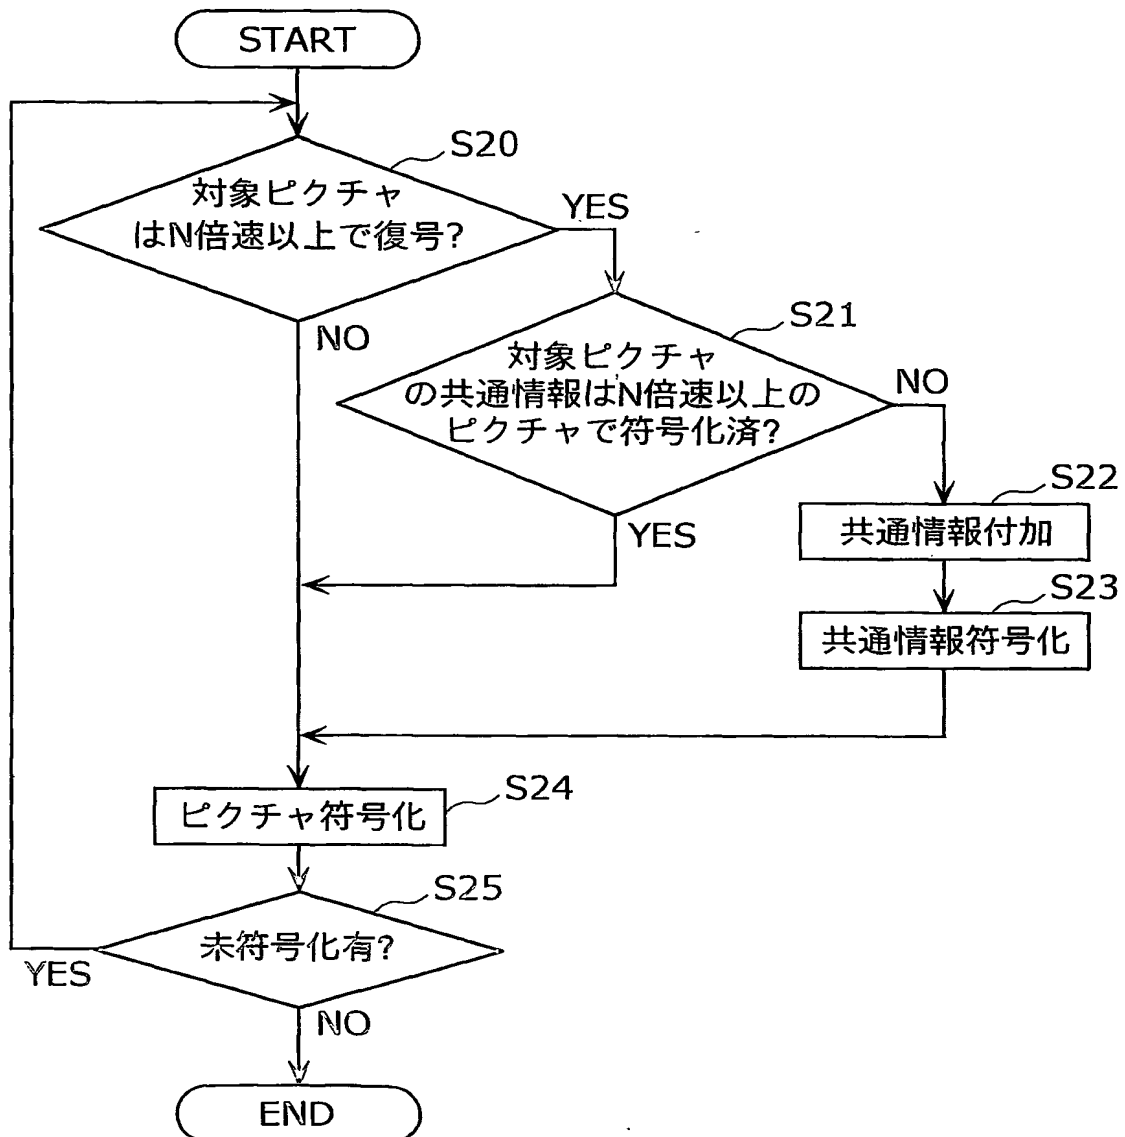 START
S20
対象ピクチャ
はN倍速以上で復号?
YES
NO
S21
対象ピクチャ
の共通情報はN倍速以上の
ピクチャで符号化済?
NO
YES
S22
共通情報付加
S23
共通情報符号化
S24
ピクチャ符号化
S25
未符号化有?
YES
NO
END